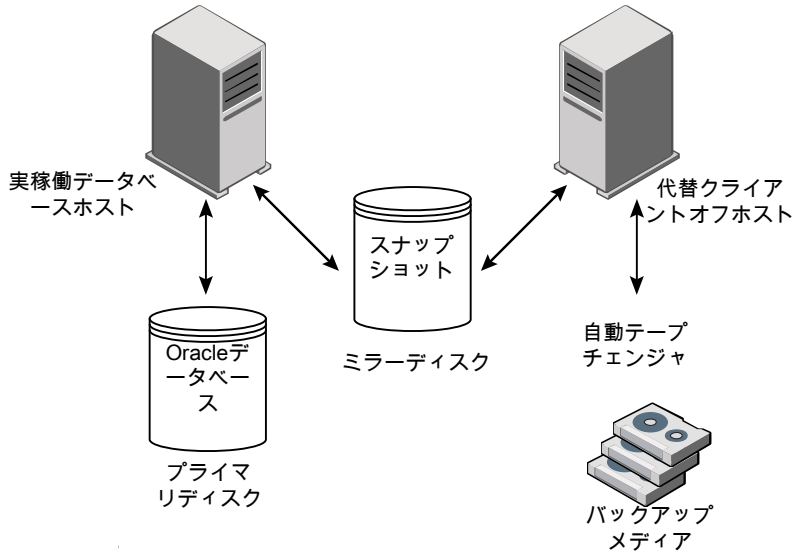 実稼働データベ
ースホスト
代替クライア
ントオフホスト
スナップ
ショット
ミラーディスク
Oracleデ
ータベー
ス
プライマ
リディスク
自動テープ
チェンジャ
バックアップ
メディア